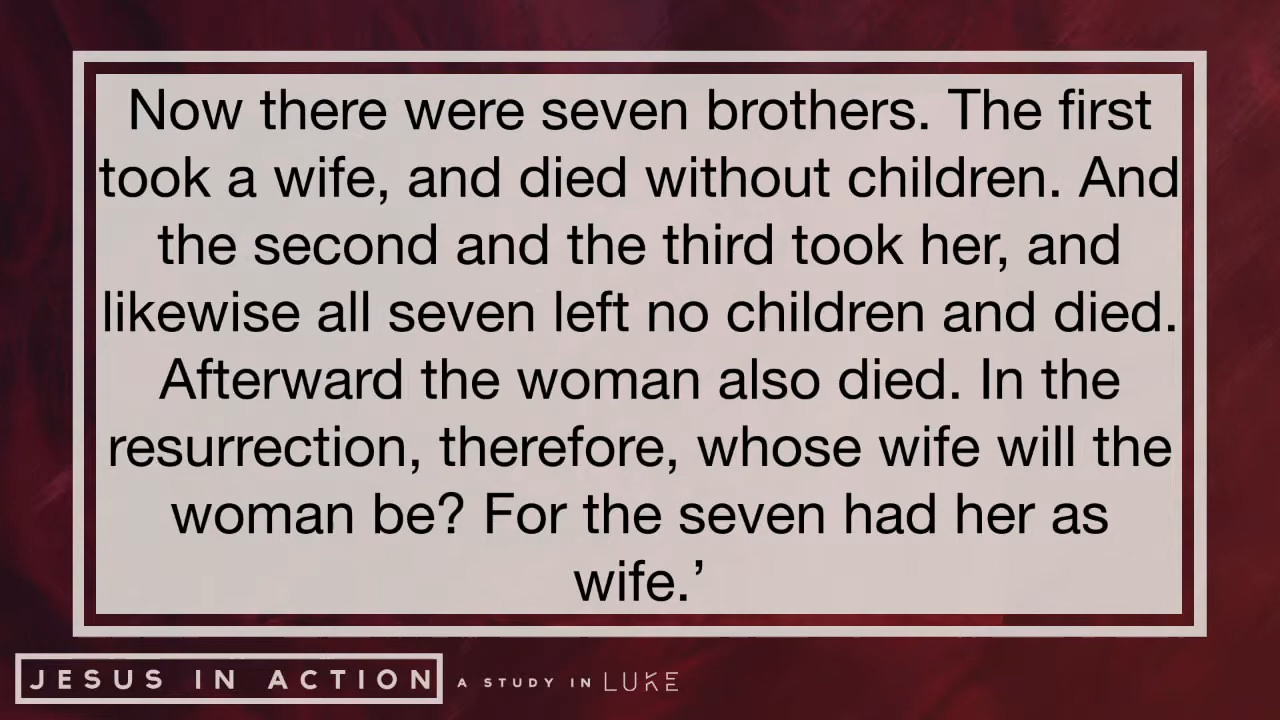 Now there were seven brothers. The first
took a wife, and died without children. And
the second and the third took her, and
likewise all seven left no children and died.
Afterward the woman also died. In the
resurrection, therefore, whose wife will the
woman be? For the seven had her as
wife.’
JESUS IN ACTION A STUDY IN LUKE